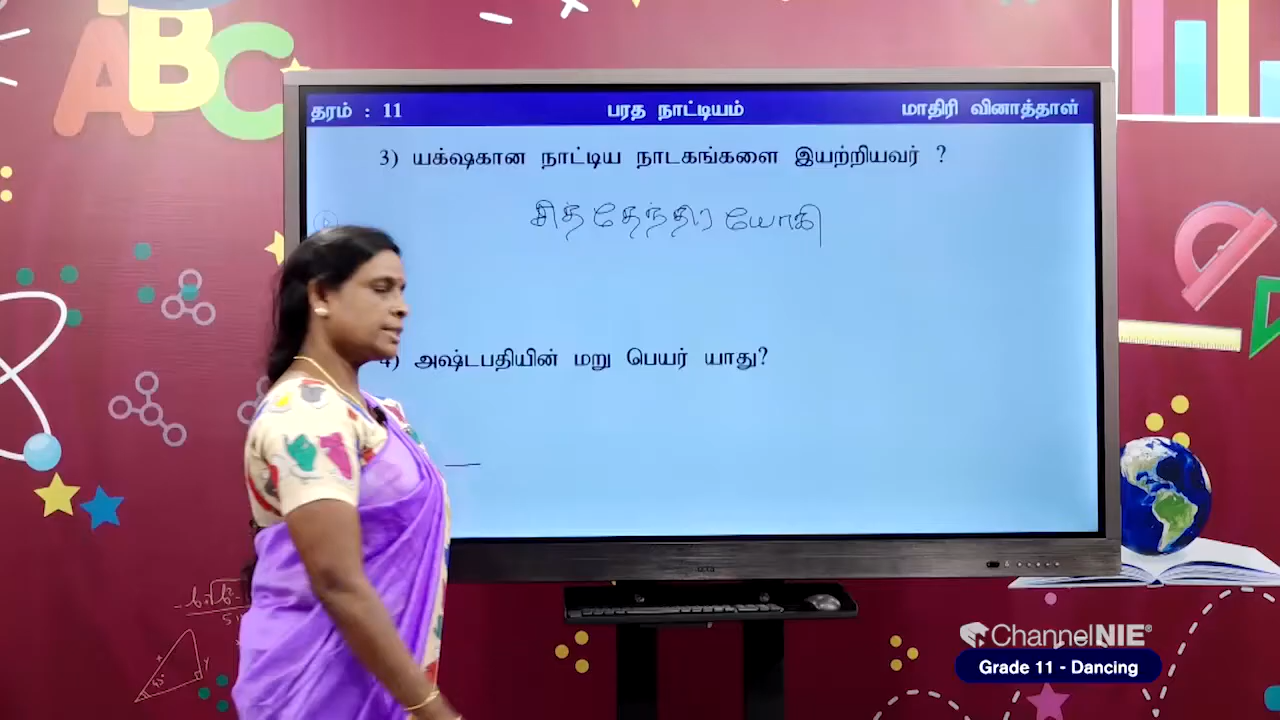 ABC
தரம் : 11 பரத நாட்டியம் மாதிரி வினாத்தாள்
3) யக்ஷகான நாட்டிய நாடகங்களை இயற்றியவர் ?
சித்தேந்திர யோகி
4) அஷ்டபதியின் மறு பெயர் யாது?
45°
ChannelNIE®
Grade 11 - Dancing